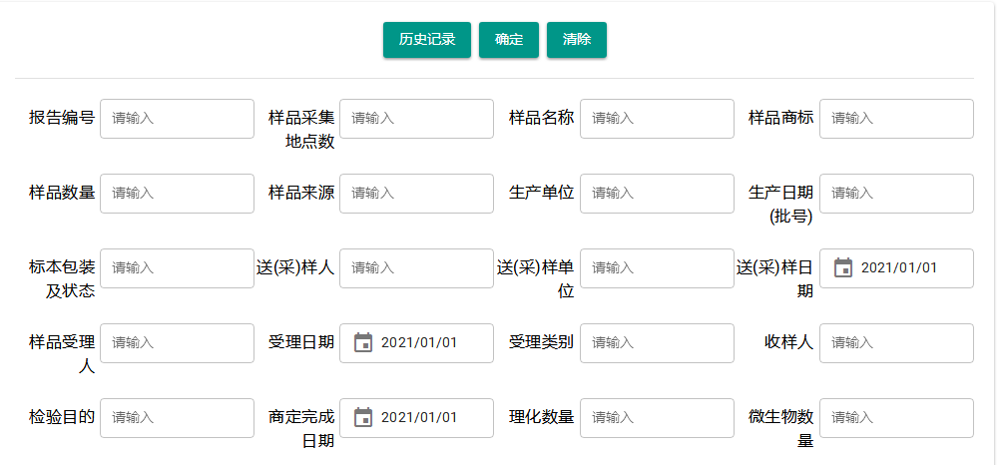 历史记录 确定 清除
报告编号 请输入 样品采集 请输入 样品名称 请输入 样品商标 请输入
地点数
样品数量 请输入 样品来源 请输入 生产单位 请输入 生产日期 请输入
(批号)
标本包装 请输入 送(采)样人 请输入 送(采)样单 请输入 送(采)样日 2021/01/01
及状态 位 期
样品受理 请输入 受理日期 2021/01/01 受理类别 请输入 收样人 请输入
人
检验目的 请输入 商定完成 2021/01/01 理化数量 请输入 微生物数 请输入
日期 量